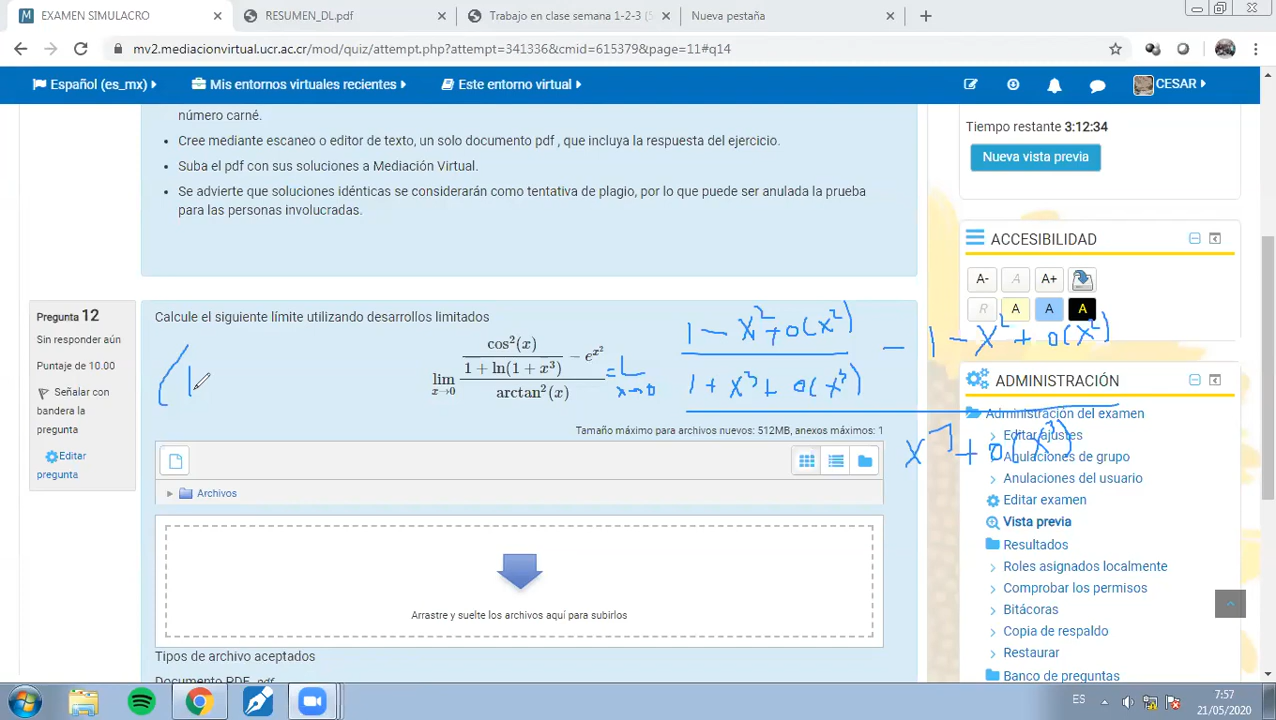 EXAMEN SIMULACRO
RESUMEN_DL.pdf
Trabajo en clase semana 1-2-3 (S
Nueva pestaña
mv2.mediacionvirtual.ucr.ac.cr/mod/quiz/attempt.php?attempt=341336&cmid=615379&page=11#q14
Español (es_mx)
Mis entornos virtuales recientes
Este entorno virtual
CESAR
número carné.
Cree mediante escaneo o editor de texto, un solo documento pdf , que incluya la respuesta del ejercicio.
Suba el pdf con sus soluciones a Mediación Virtual.
Se advierte que soluciones idénticas se considerarán como tentativa de plagio, por lo que puede ser anulada la prueba
para las personas involucradas.
Tiempo restante 3:12:34
Nueva vista previa
ACCESIBILIDAD
A- A A+
R A A A
Pregunta 12
Sin responder aún
Puntaje de 10.00
Señalar con
bandera la
pregunta
Editar
pregunta
Calcule el siguiente límite utilizando desarrollos limitados
cos²(x)
1 + ln(1 + x³)
− e^{x²}
lim x→0
arctan²(x)
= L x→0
1 − x² + o(x²)
1 + x³ + o(x³)
− 1 − x² + o(x²)
+ o(x³)
( 1
Tamaño máximo para archivos nuevos: 512MB, anexos máximos: 1
Archivos
Arrastre y suelte los archivos aquí para subirlos
Tipos de archivo aceptados
Documento PDF .pdf
ADMINISTRACIÓN
Administración del examen
Editar ajustes
Anulaciones de grupo
Anulaciones del usuario
Editar examen
Vista previa
Resultados
Roles asignados localmente
Comprobar los permisos
Bitácoras
Copia de respaldo
Restaurar
Banco de preguntas
ES
7:57
21/05/2020